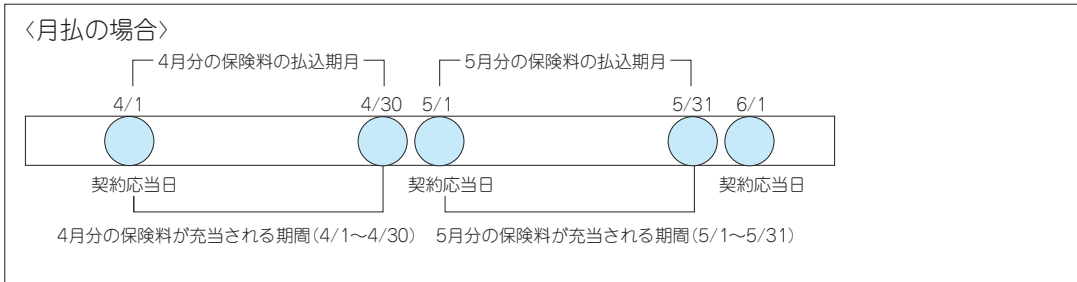 〈月払の場合〉
4月分の保険料の払込期月 5月分の保険料の払込期月
4/1 4/30 5/1 5/31 6/1
契約応当日 契約応当日 契約応当日
4月分の保険料が充当される期間(4/1〜4/30) 5月分の保険料が充当される期間(5/1〜5/31)